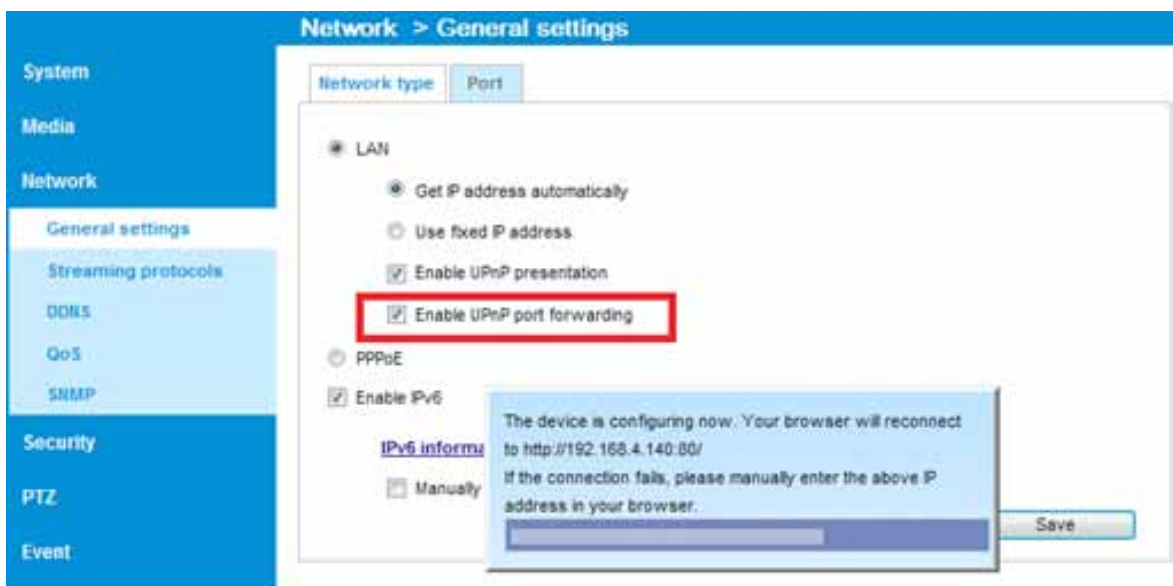 Network > General settings
System
Media
Network
General settings
Streaming protocols
DDNS
QoS
SNMP
Security
PTZ
Event
Network type
Port
LAN
Get IP address automatically
Use fixed IP address
Enable UPnP presentation
Enable UPnP port forwarding
PPPoE
Enable IPv6
IPv6 informa
Manually
The device is configuring now. Your browser will reconnect
to http://192.168.4.140:80/
If the connection fails, please manually enter the above IP
address in your browser.
Save